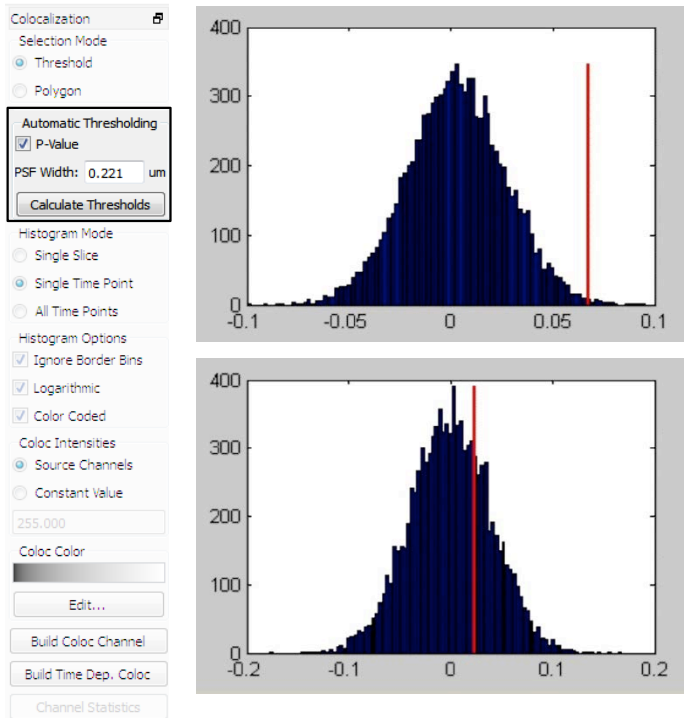 Colocalization
Selection Mode
Threshold
Polygon
Automatic Thresholding
P-Value
PSF Width: 0.221 um
Calculate Thresholds
Histogram Mode
Single Slice
Single Time Point
All Time Points
Histogram Options
Ignore Border Bins
Logarithmic
Color Coded
Coloc Intensities
Source Channels
Constant Value
255.000
Coloc Color
Edit...
Build Coloc Channel
Build Time Dep. Coloc
Channel Statistics
400
300
200
100
0
-0.1 -0.05 0 0.05 0.1
400
300
200
100
0
-0.2 -0.1 0 0.1 0.2